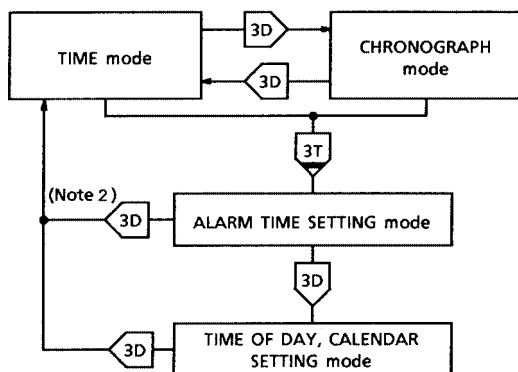 3D
TIME mode
CHRONOGRAPH
mode
3D
3T
(Note 2)
3D
ALARM TIME SETTING mode
3D
3D
TIME OF DAY, CALENDAR
SETTING mode